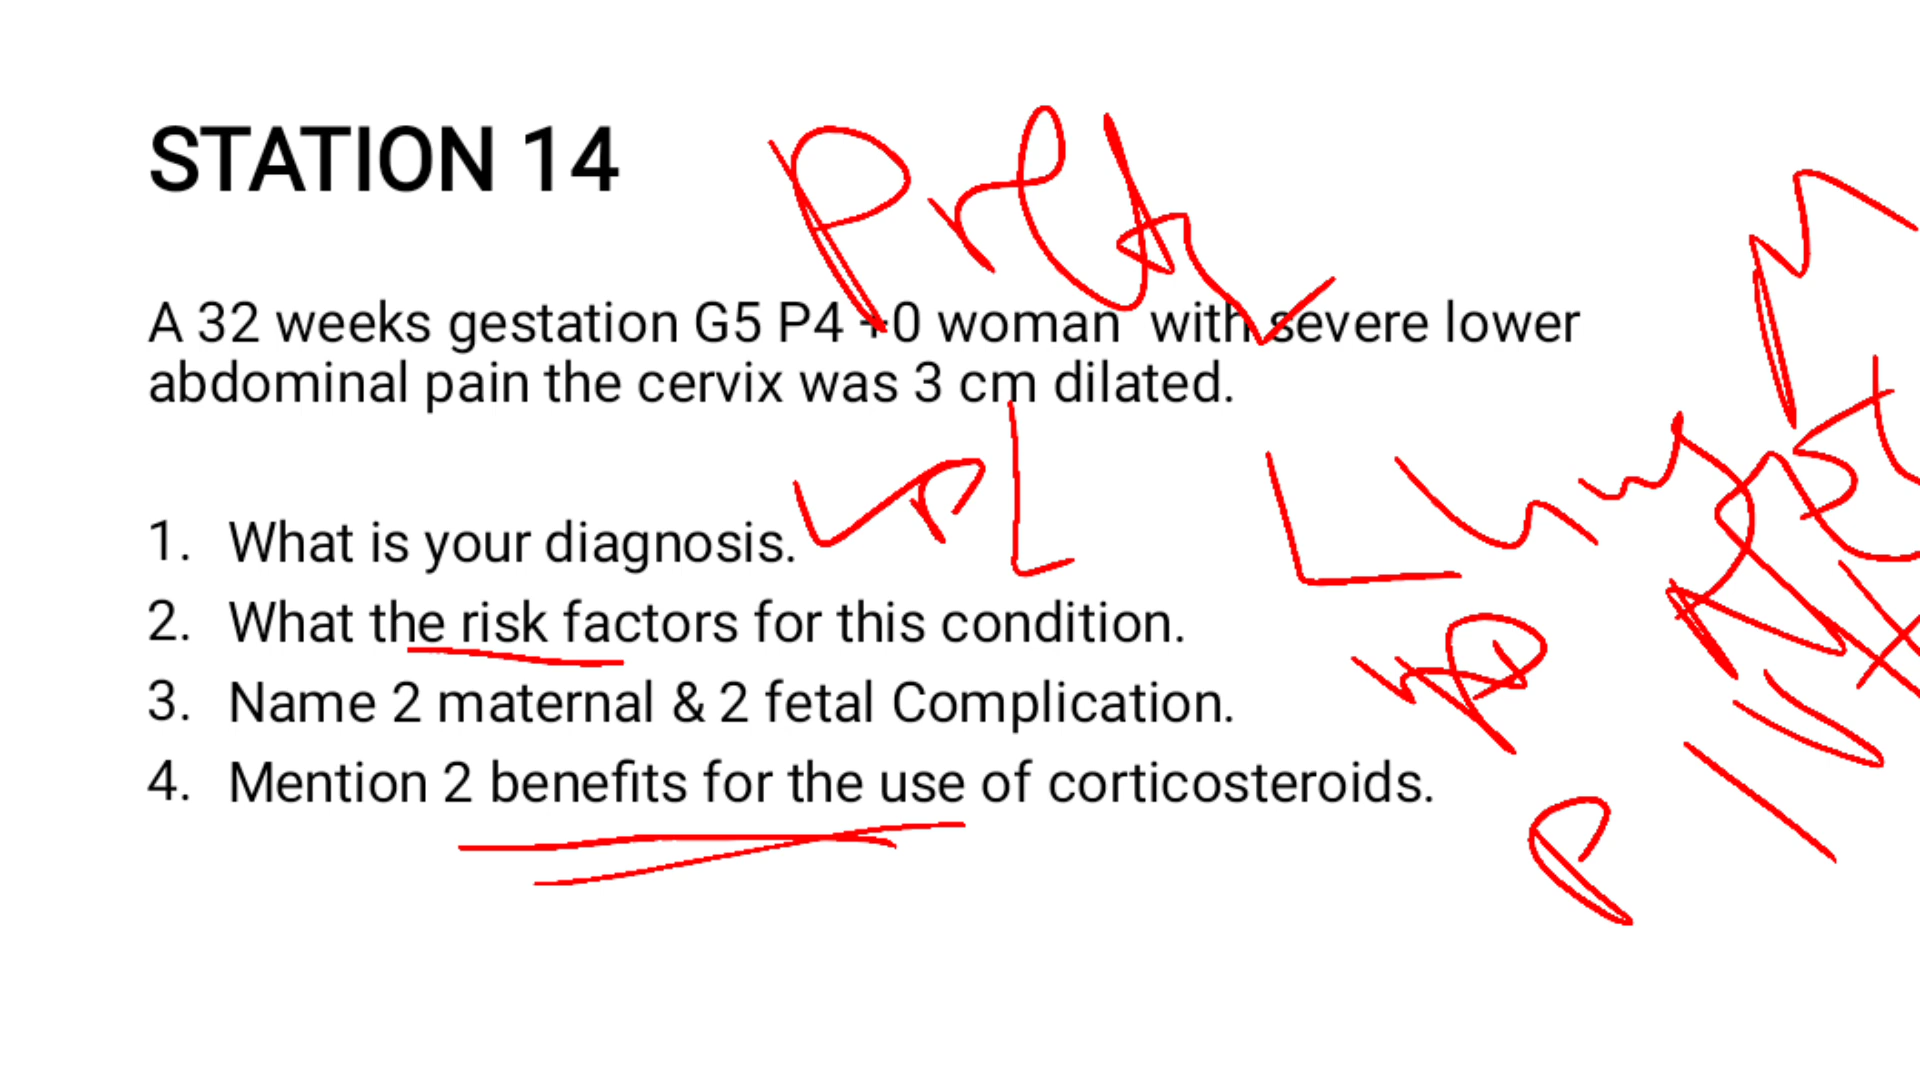 STATION 14
A 32 weeks gestation G5 P4 +0 woman with severe lower
abdominal pain the cervix was 3 cm dilated.
1. What is your diagnosis.
2. What the risk factors for this condition.
3. Name 2 maternal & 2 fetal Complication.
4. Mention 2 benefits for the use of corticosteroids.